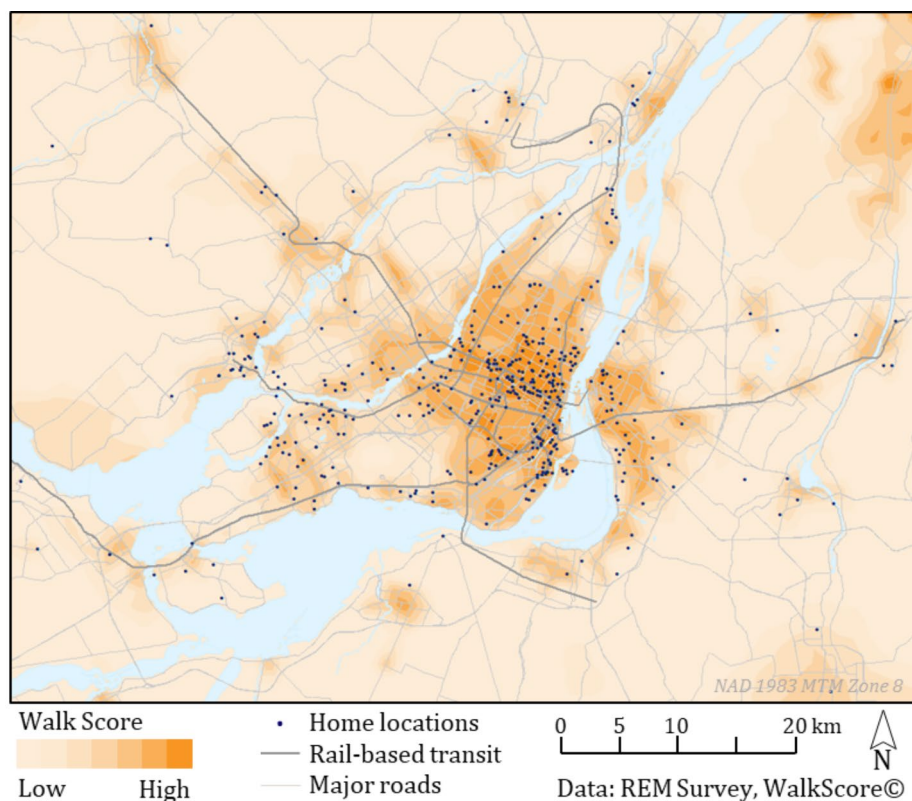 NAD 1983 MTM Zone 8
Walk Score
Low High
Home locations
Rail-based transit
Major roads
0 5 10 20 km
N
Data: REM Survey, WalkScore©